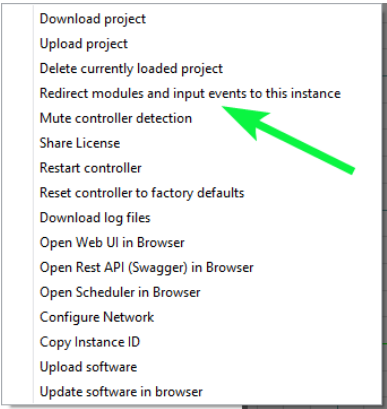 Download project
Upload project
Delete currently loaded project
Redirect modules and input events to this instance
Mute controller detection
Share License
Restart controller
Reset controller to factory defaults
Download log files
Open Web UI in Browser
Open Rest API (Swagger) in Browser
Open Scheduler in Browser
Configure Network
Copy Instance ID
Upload software
Update software in browser